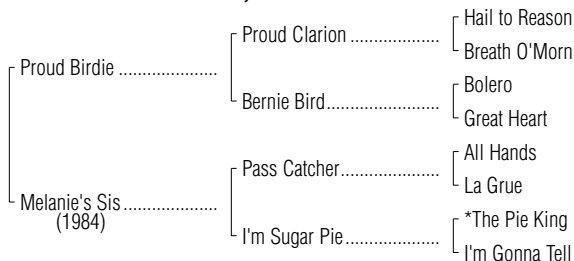 Hail to Reason
Proud Clarion ....................
Breath O'Morn
Proud Birdie ......................
Bolero
Bernie Bird.........................
Great Heart
All Hands
Pass Catcher......................
La Grue
Melanie's Sis .....................
(1984)
*The Pie King
I'm Sugar Pie.....................
I'm Gonna Tell